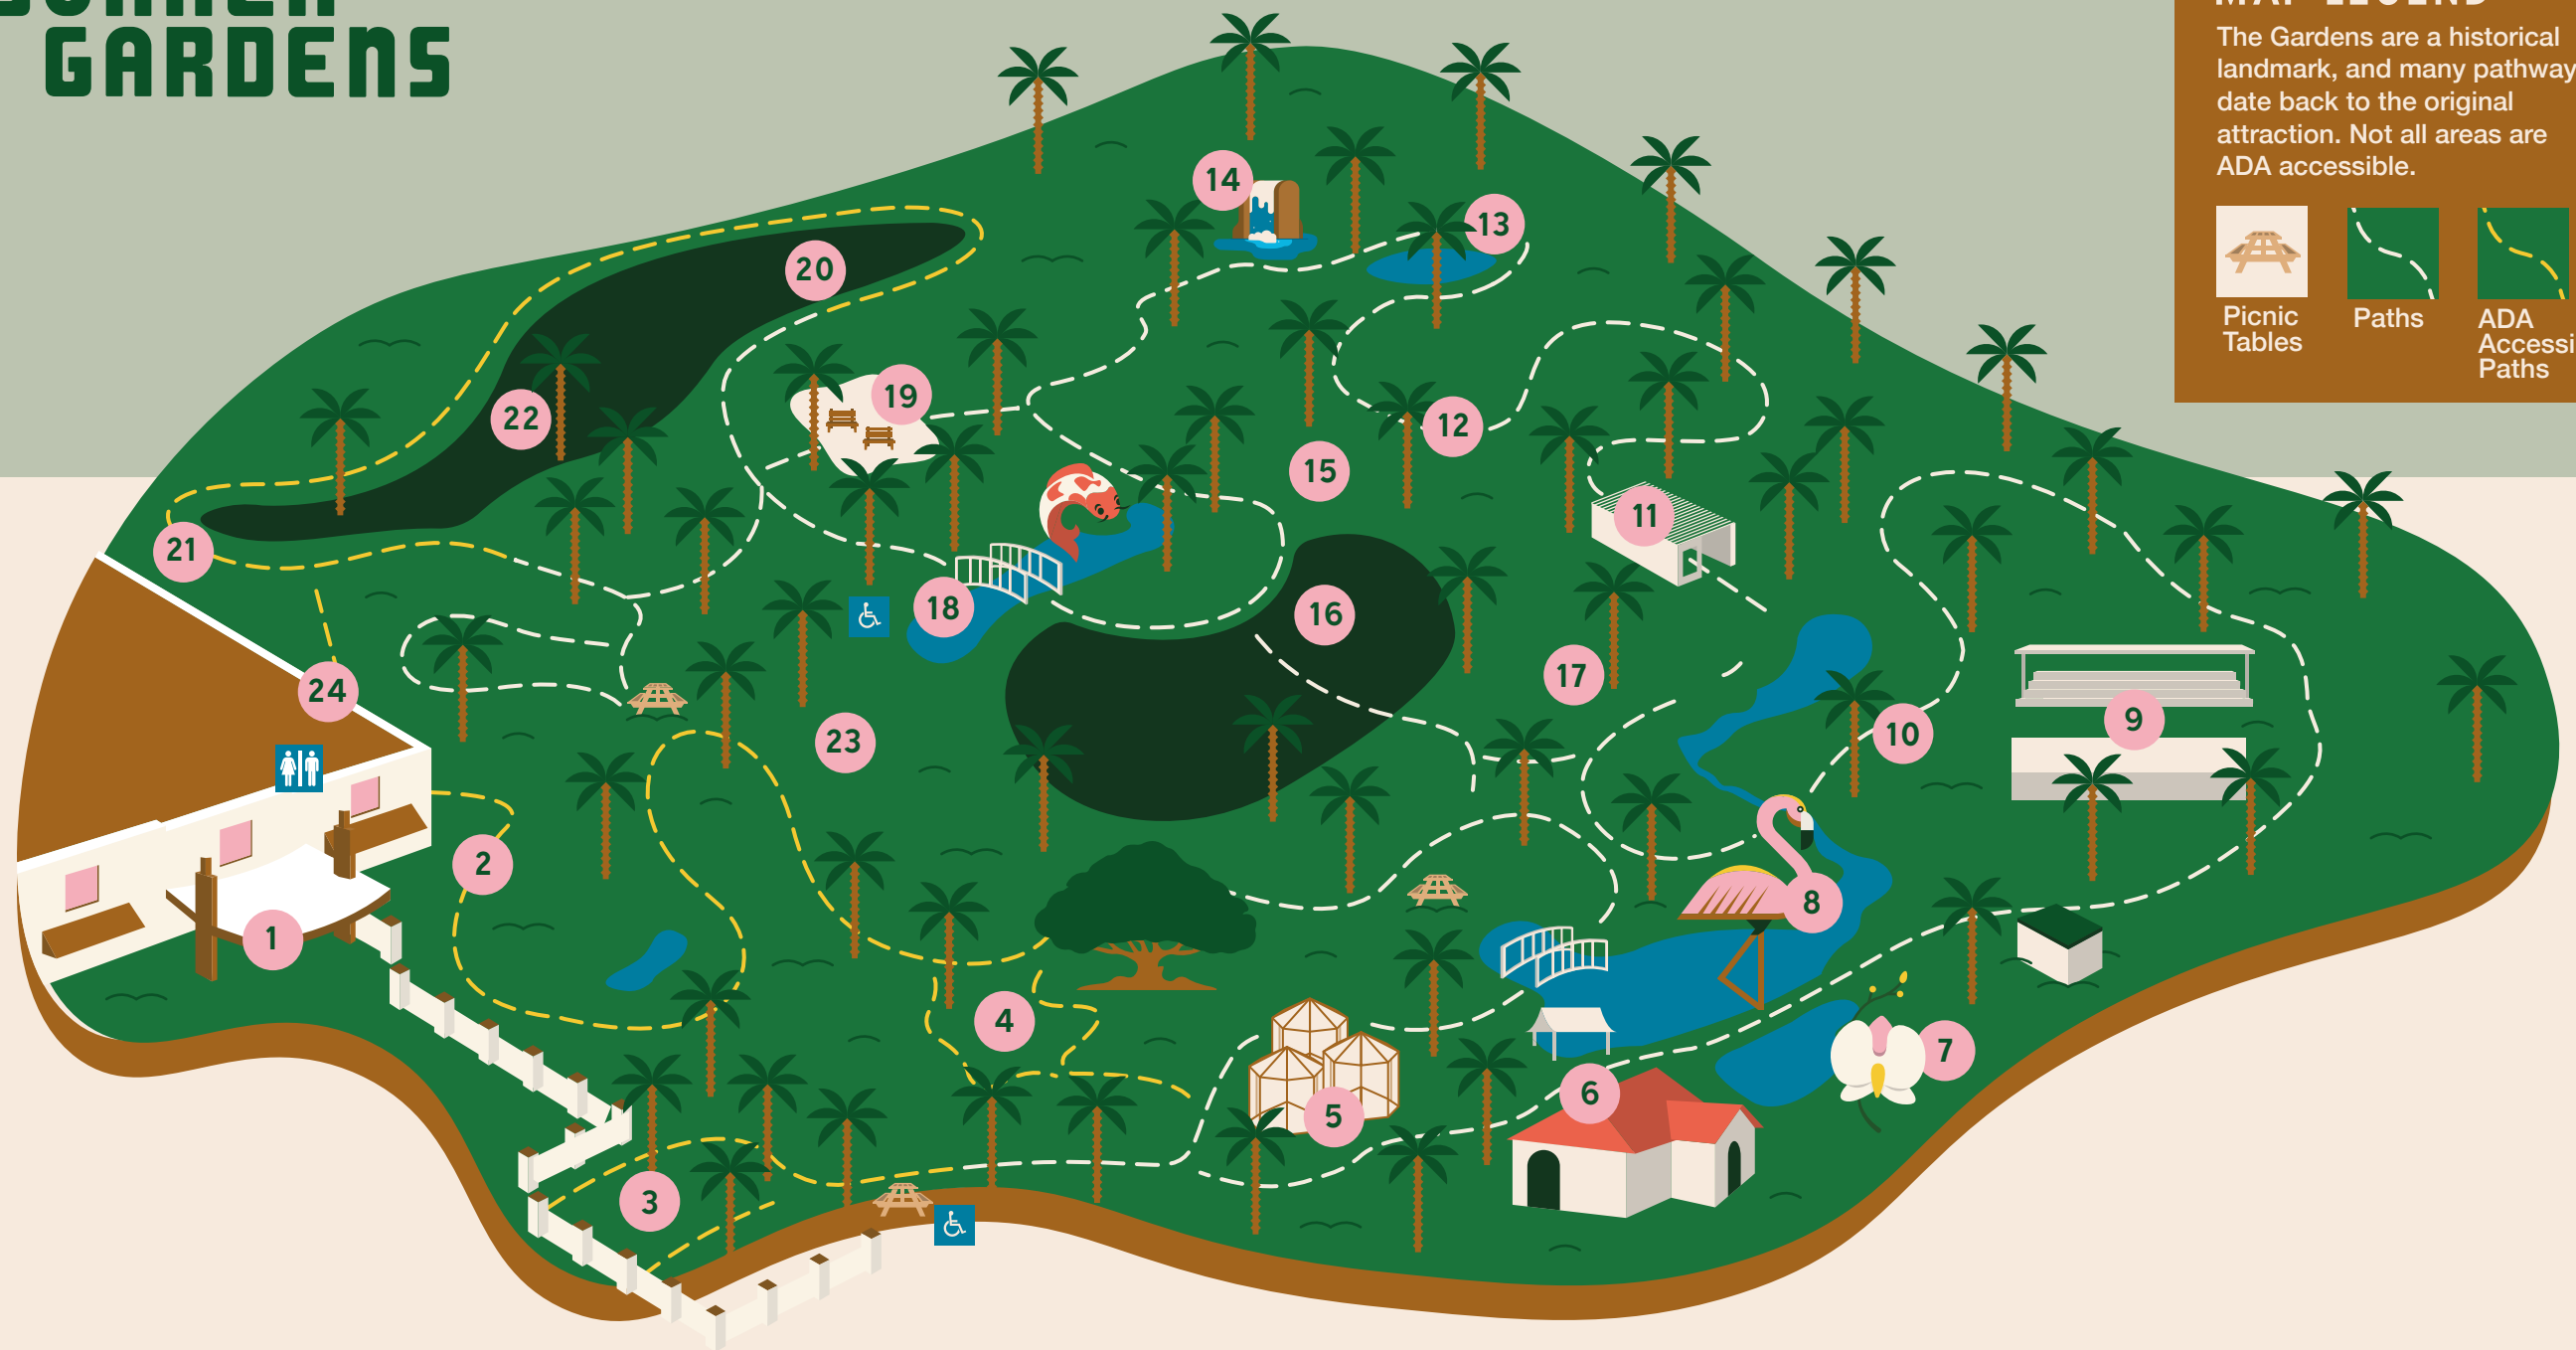 GARDENS
MAP LEGEND
The Gardens are a historical
landmark, and many pathway
date back to the original
attraction. Not all areas are
ADA accessible.
Picnic
Tables
Paths
ADA
Accessi
Paths
14
13
20
19
22
12
15
11
21
18
16
17
24
9
10
23
2
8
1
4
7
6
5
3